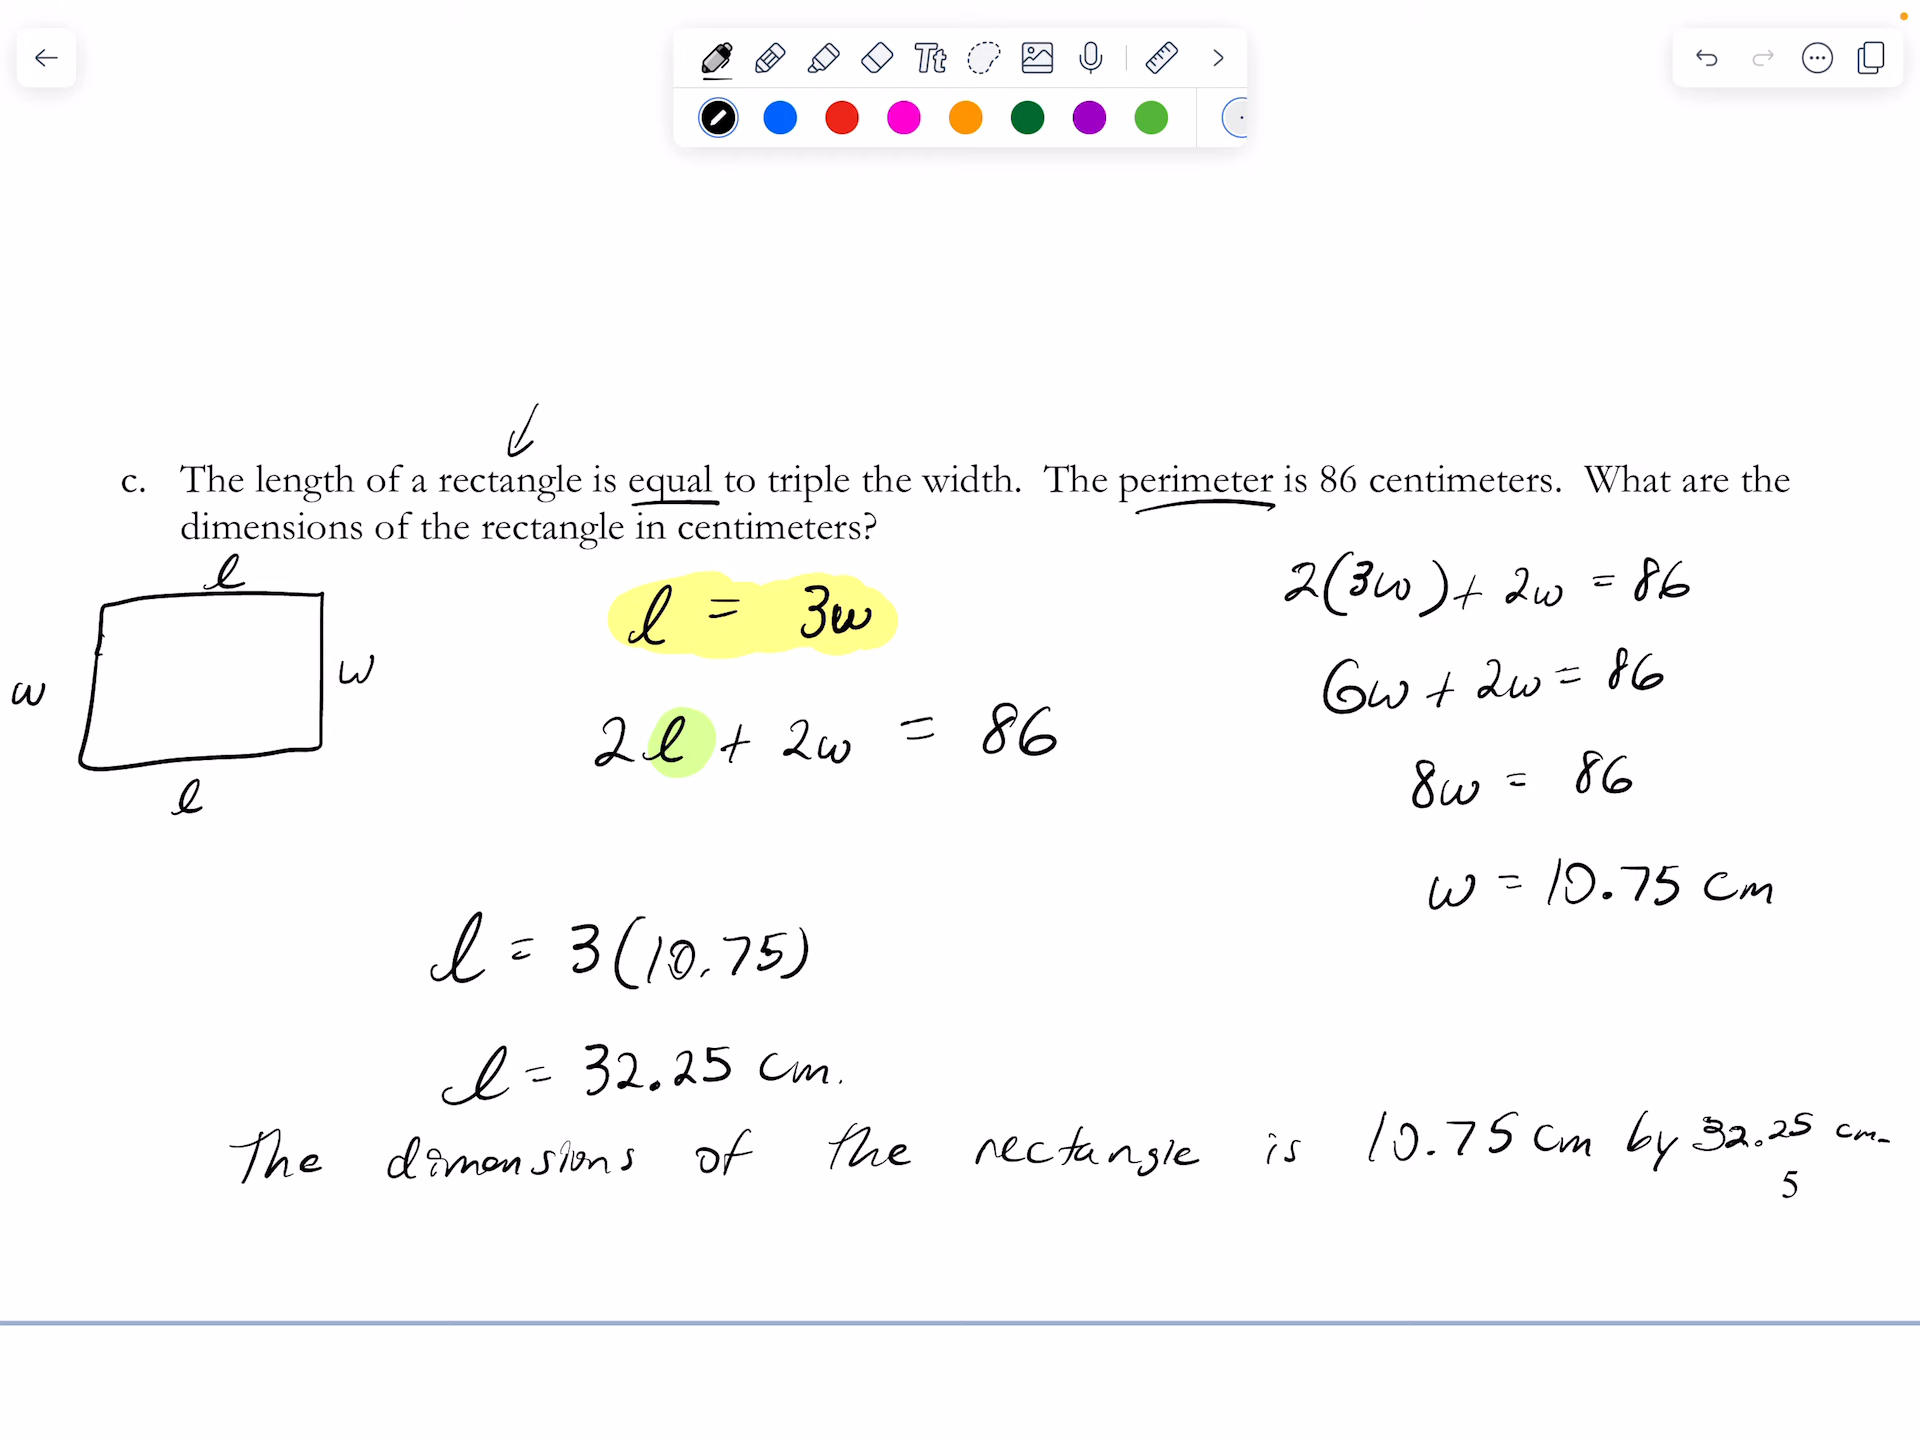 Tt
c. The length of a rectangle is equal to triple the width. The perimeter is 86 centimeters. What are the
dimensions of the rectangle in centimeters?
l
w
w
l
l = 3w
2l + 2w = 86
2(3w) + 2w = 86
6w + 2w = 86
8w = 86
w = 10.75 cm
l = 3(10.75)
l = 32.25 cm.
The dimensions of the rectangle is 10.75 cm by 32.25 cm.
5